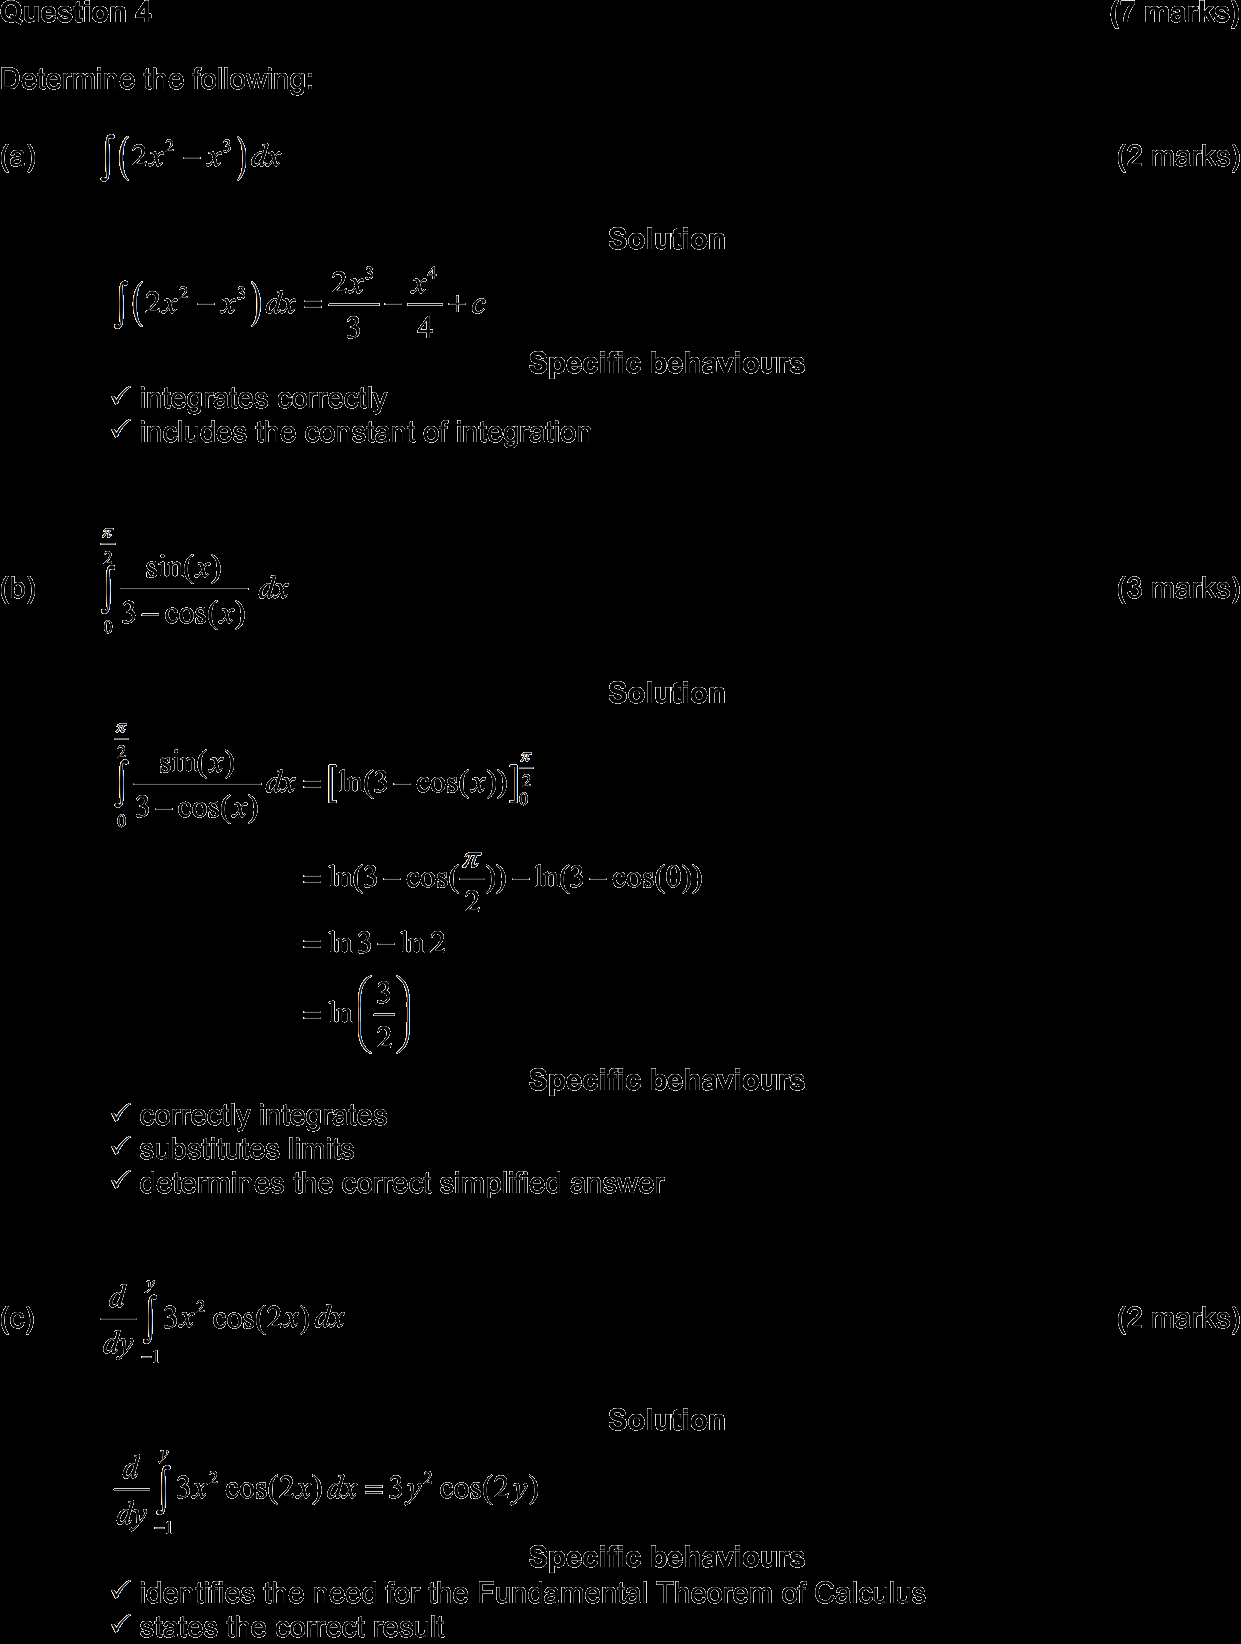 Question 4 (7 marks)
Determine the following:
(a) ∫(2x² − x³)dx (2 marks)
Solution
∫(2x² − x³)dx = 2x³/3 − x⁴/4 + c
Specific behaviours
✓ integrates correctly
✓ includes the constant of integration
(b) ∫₀^(π/2) sin(x)/(3 − cos(x)) dx (3 marks)
Solution
∫₀^(π/2) sin(x)/(3 − cos(x)) dx = [ln(3 − cos(x))]₀^(π/2)
= ln(3 − cos(π/2)) − ln(3 − cos(0))
= ln 3 − ln 2
= ln(3/2)
Specific behaviours
✓ correctly integrates
✓ substitutes limits
✓ determines the correct simplified answer
(c) d/dy ∫₋₁^y 3x² cos(2x) dx (2 marks)
Solution
d/dy ∫₋₁^y 3x² cos(2x) dx = 3y² cos(2y)
Specific behaviours
✓ identifies the need for the Fundamental Theorem of Calculus
✓ states the correct result